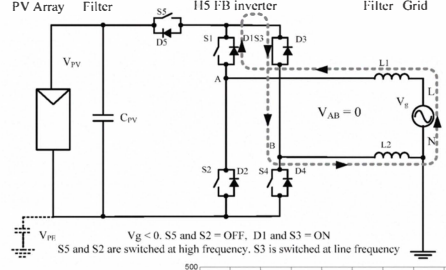 PV Array Filter H5 FB inverter Filter Grid
S5
D5
S1
D1S3
D3
L1
V_PV
A
L
C_PV
V_AB = 0
V_g
B
N
L2
S2
D2
S4
D4
V_PE
Vg < 0. S5 and S2 = OFF, D1 and S3 = ON
S5 and S2 are switched at high frequency. S3 is switched at line frequency
500